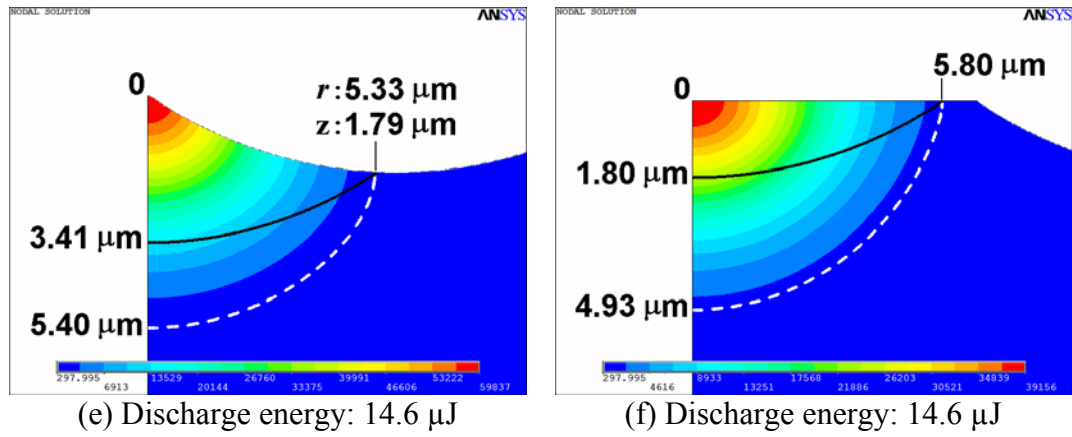 NODAL SOLUTION
ANSYS
0
r:5.33 μm
z:1.79 μm
3.41 μm
5.40 μm
297.995 13529 26760 39991 53222
6913 20144 33375 46606 59837
(e) Discharge energy: 14.6 μJ
NODAL SOLUTION
ANSYS
5.80 μm
0
1.80 μm
4.93 μm
297.995 8933 17568 26203 34839
4616 13251 21886 30521 39156
(f) Discharge energy: 14.6 μJ